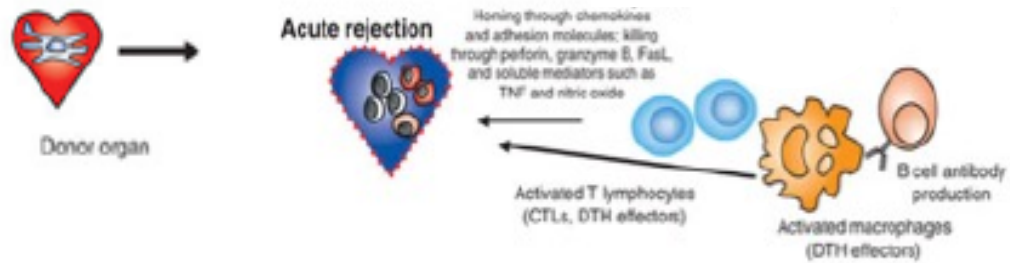 Acute rejection
Homing through chemokines
and adhesion molecules; killing
through perforin, granzyme B, FasL,
and soluble mediators such as
TNF and nitric oxide
Donor organ
Activated T lymphocytes
(CTLs, DTH effectors)
B cell antibody
production
Activated macrophages
(DTH effectors)